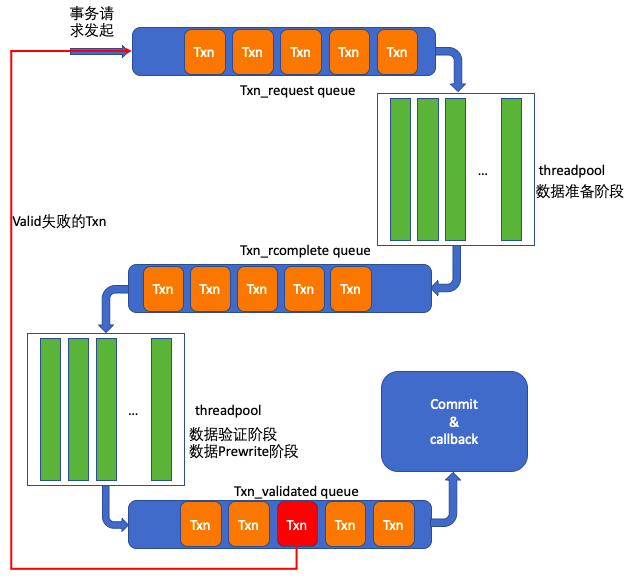 事务请
求发起
Txn Txn Txn Txn Txn
Txn_request queue
...
threadpool
数据准备阶段
Valid失败的Txn
Txn_rcomplete queue
Txn Txn Txn Txn Txn
...
threadpool
数据验证阶段
数据Prewrite阶段
Commit
&
callback
Txn_validated queue
Txn Txn Txn Txn Txn